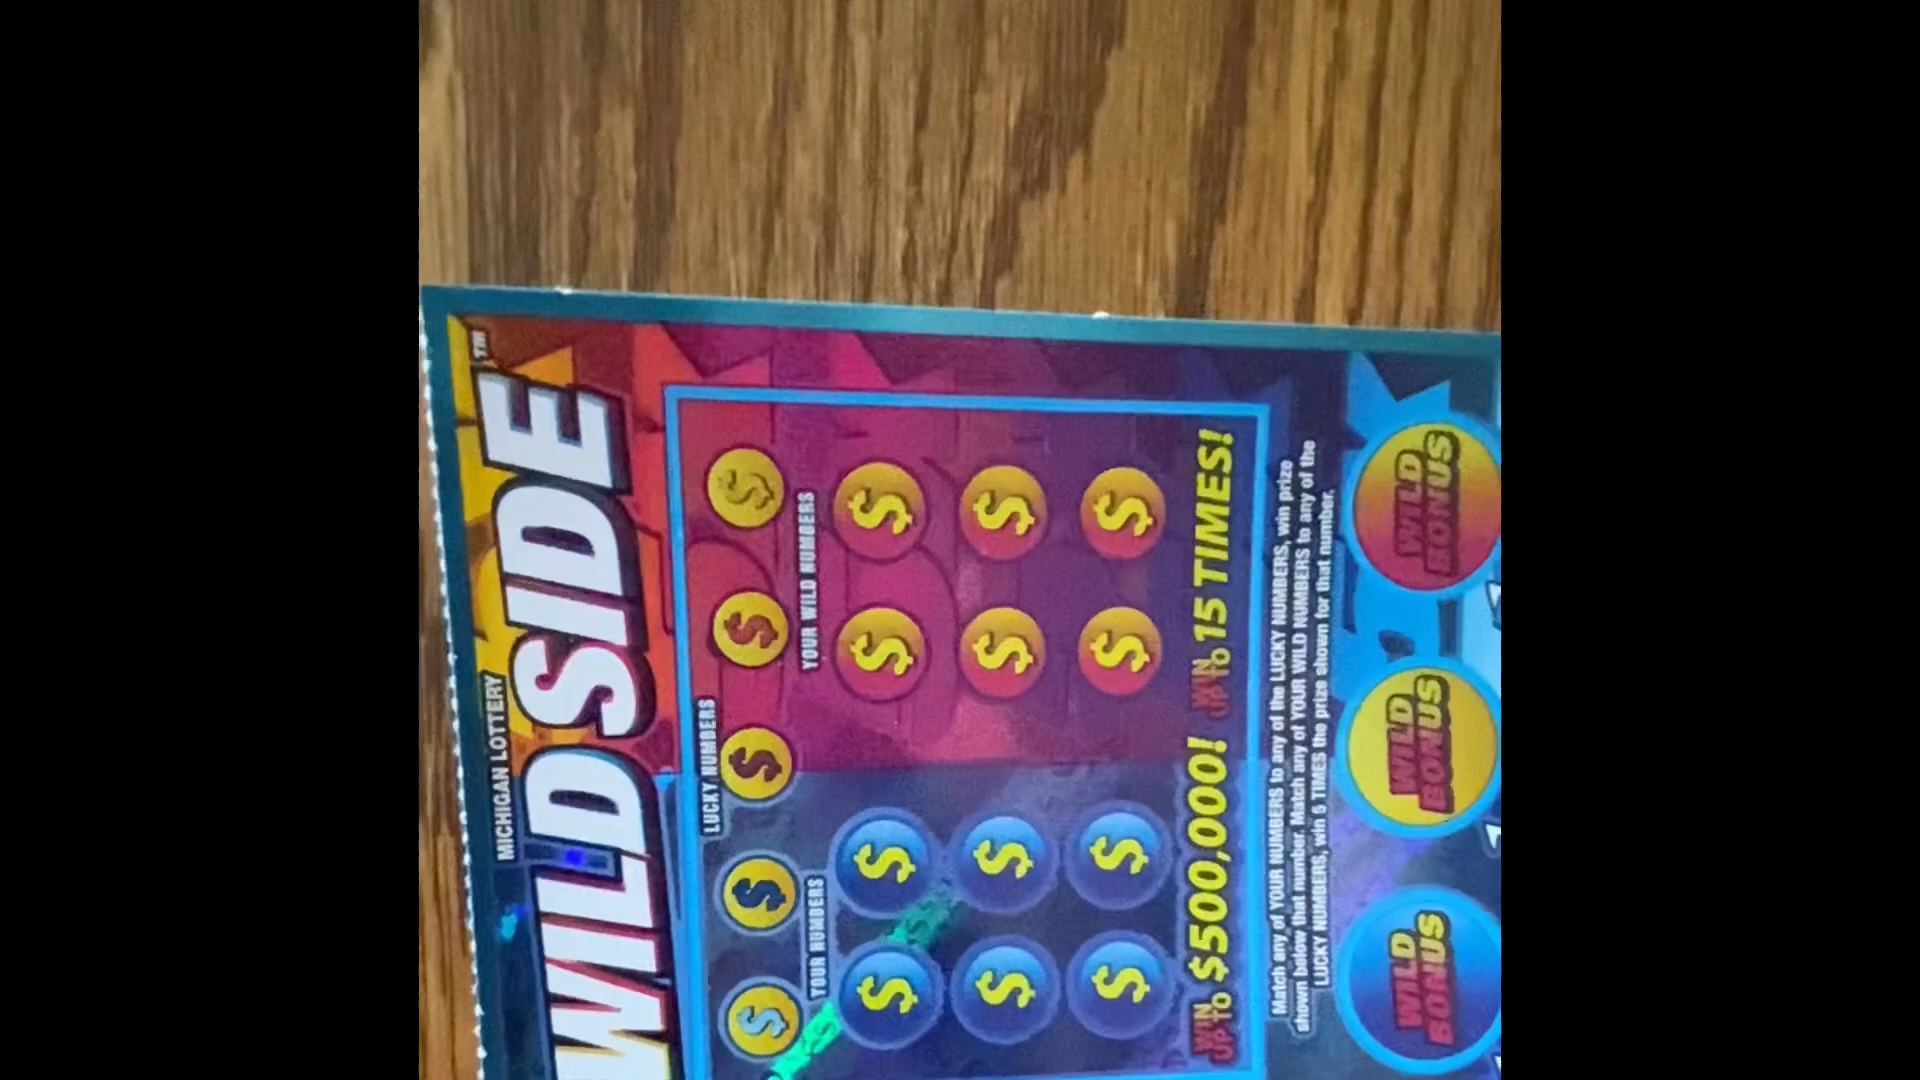 MICHIGAN LOTTERY
WILD SIDE™
LUCKY NUMBERS
$ $ $ $ $
YOUR NUMBERS
YOUR WILD NUMBERS
$ $ $ $
$ $ $ $
$ $ $ $
WIN UP TO $500,000! WIN UP TO 15 TIMES!
Match any of YOUR NUMBERS to any of the LUCKY NUMBERS, win prize
shown below that number. Match any of YOUR WILD NUMBERS to any of the
LUCKY NUMBERS, win 5 TIMES the prize shown for that number.
WILD BONUS
WILD BONUS
WILD BONUS